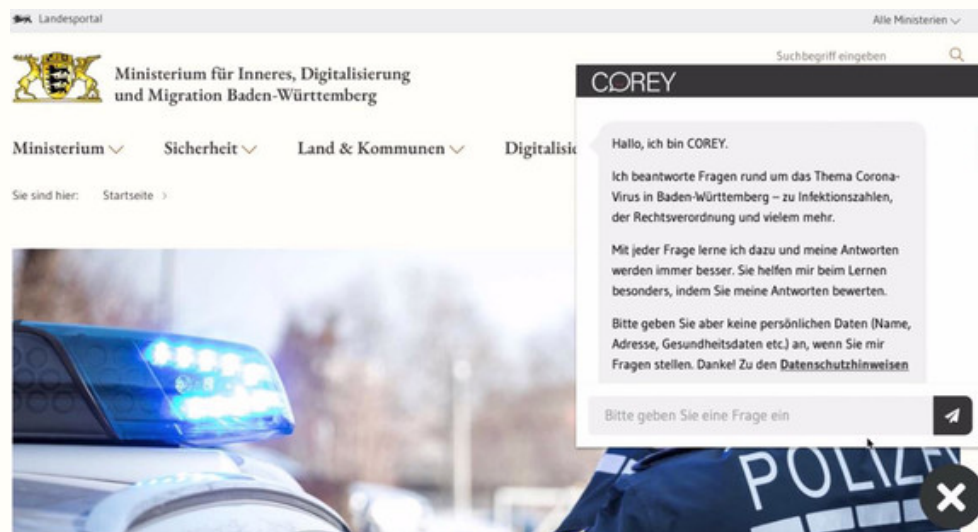 Landesportal
Alle Ministerien
Suchbegriff eingeben
Ministerium für Inneres, Digitalisierung
und Migration Baden-Württemberg
Ministerium
Sicherheit
Land & Kommunen
Sie sind hier: Startseite
COREY
Hallo, ich bin COREY.
Ich beantworte Fragen rund um das Thema Corona-
Virus in Baden-Württemberg – zu Infektionszahlen,
der Rechtsverordnung und vielem mehr.
Mit jeder Frage lerne ich dazu und meine Antworten
werden immer besser. Sie helfen mir beim Lernen
besonders, indem Sie meine Antworten bewerten.
Bitte geben Sie aber keine persönlichen Daten (Name,
Adresse, Gesundheitsdaten etc.) an, wenn Sie mir
Fragen stellen. Danke! Zu den Datenschutzhinweisen
Bitte geben Sie eine Frage ein
POLIZEI